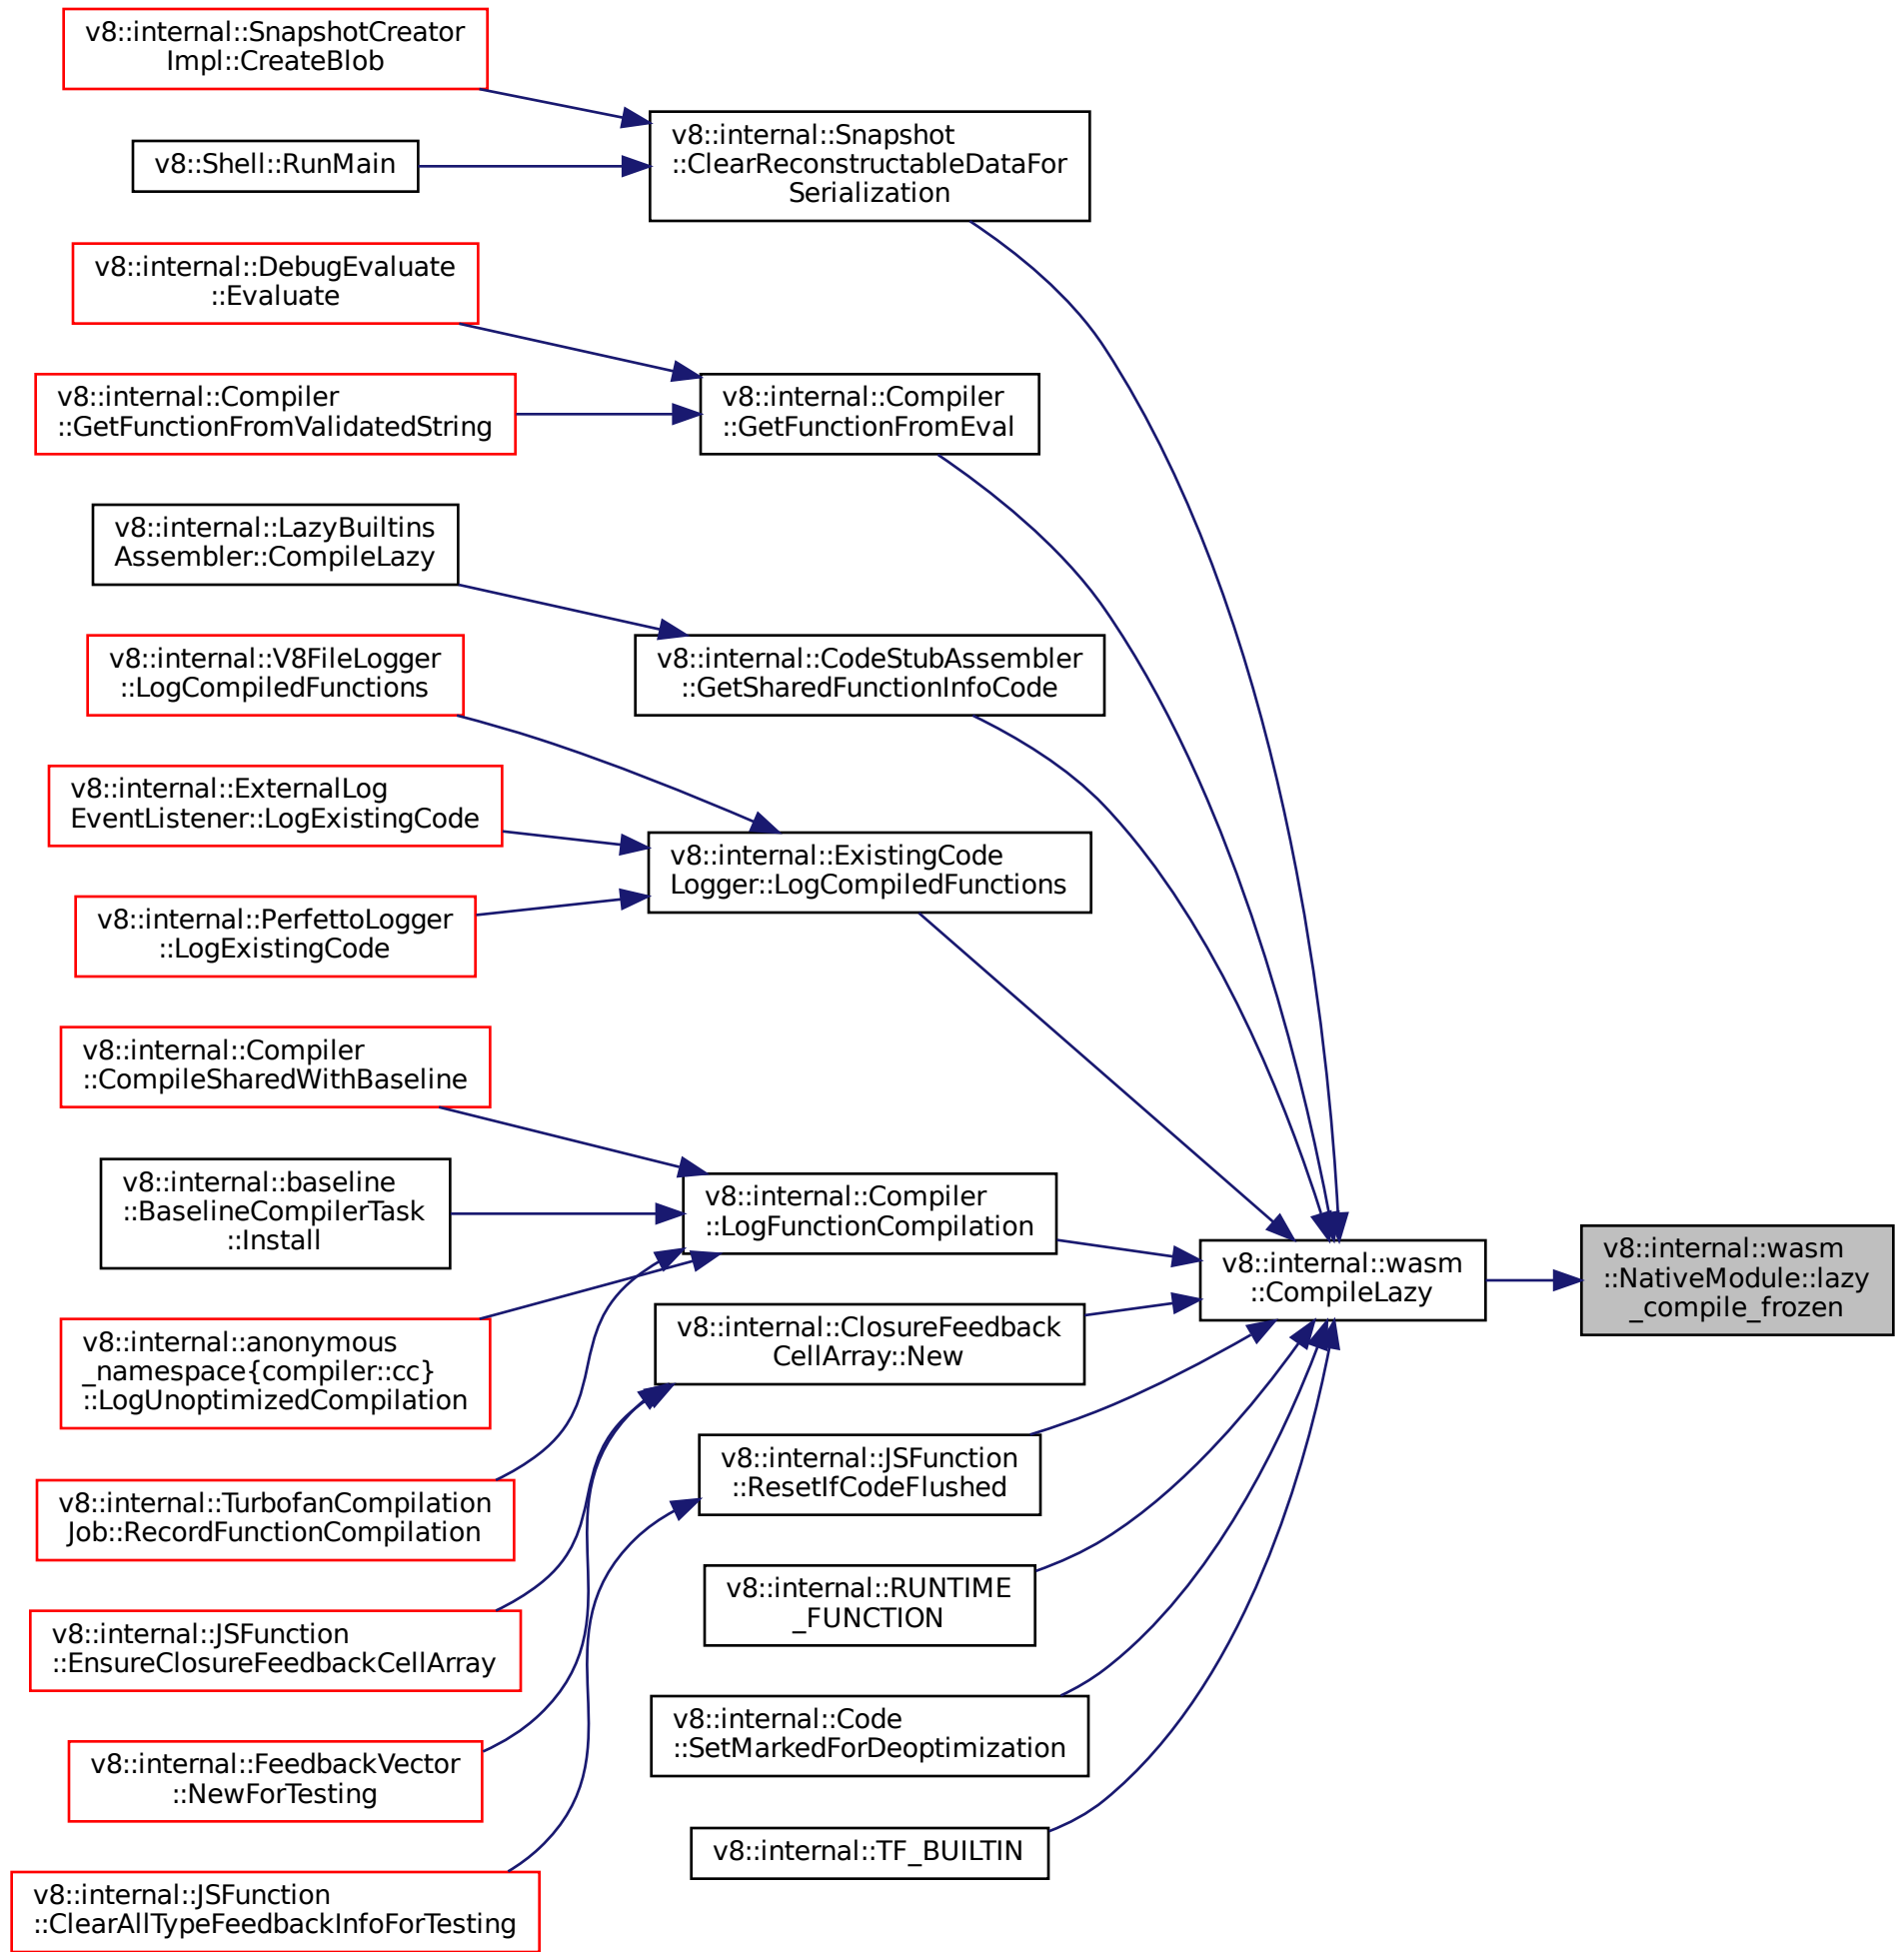 v8::internal::SnapshotCreator
Impl::CreateBlob
v8::Shell::RunMain
v8::internal::DebugEvaluate
::Evaluate
v8::internal::Compiler
::GetFunctionFromValidatedString
v8::internal::LazyBuiltins
Assembler::CompileLazy
v8::internal::V8FileLogger
::LogCompiledFunctions
v8::internal::ExternalLog
EventListener::LogExistingCode
v8::internal::PerfettoLogger
::LogExistingCode
v8::internal::Compiler
::CompileSharedWithBaseline
v8::internal::baseline
::BaselineCompilerTask
::Install
v8::internal::anonymous
_namespace{compiler::cc}
::LogUnoptimizedCompilation
v8::internal::TurbofanCompilation
Job::RecordFunctionCompilation
v8::internal::JSFunction
::EnsureClosureFeedbackCellArray
v8::internal::FeedbackVector
::NewForTesting
v8::internal::JSFunction
::ClearAllTypeFeedbackInfoForTesting
v8::internal::Snapshot
::ClearReconstructableDataFor
Serialization
v8::internal::Compiler
::GetFunctionFromEval
v8::internal::CodeStubAssembler
::GetSharedFunctionInfoCode
v8::internal::ExistingCode
Logger::LogCompiledFunctions
v8::internal::Compiler
::LogFunctionCompilation
v8::internal::ClosureFeedback
CellArray::New
v8::internal::JSFunction
::ResetIfCodeFlushed
v8::internal::RUNTIME
_FUNCTION
v8::internal::Code
::SetMarkedForDeoptimization
v8::internal::TF_BUILTIN
v8::internal::wasm
::CompileLazy
v8::internal::wasm
::NativeModule::lazy
_compile_frozen